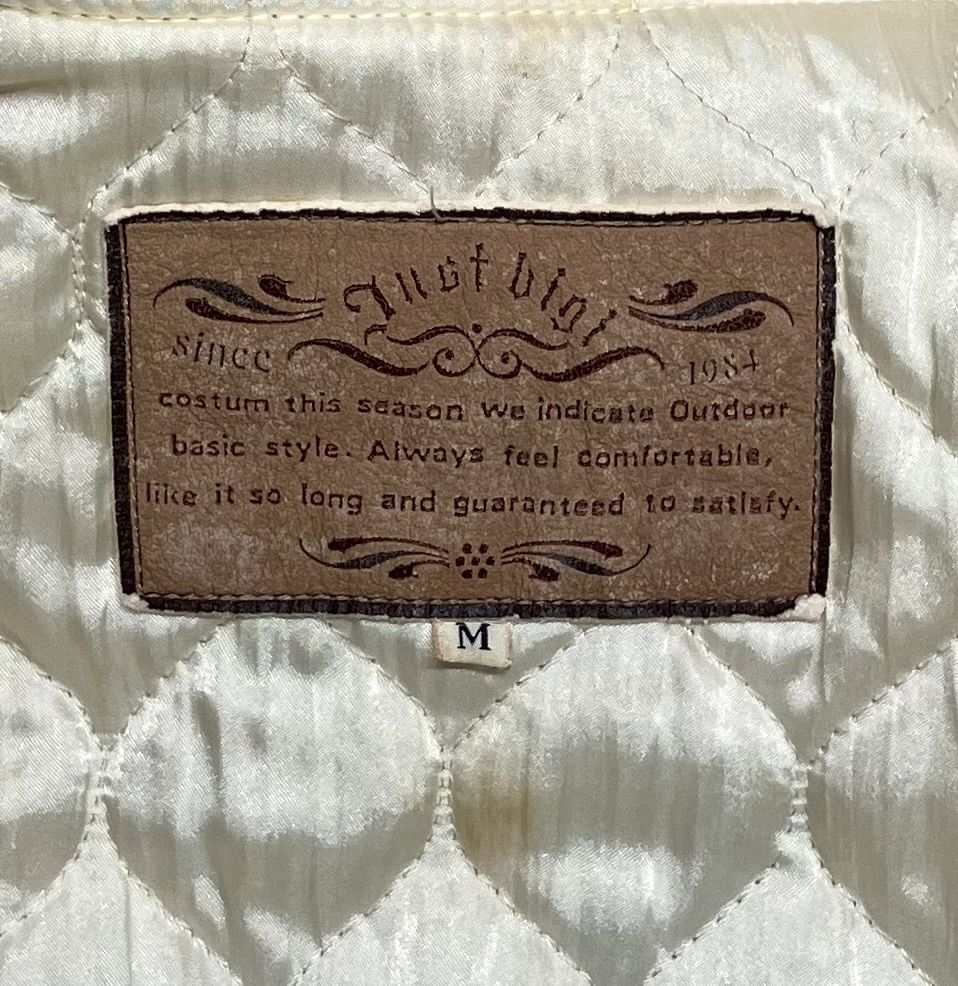 Just
since 1984
costum this season we indicate Outdoor
basic style. Always feel comfortable,
like it so long and guaranteed to satisfy.
M